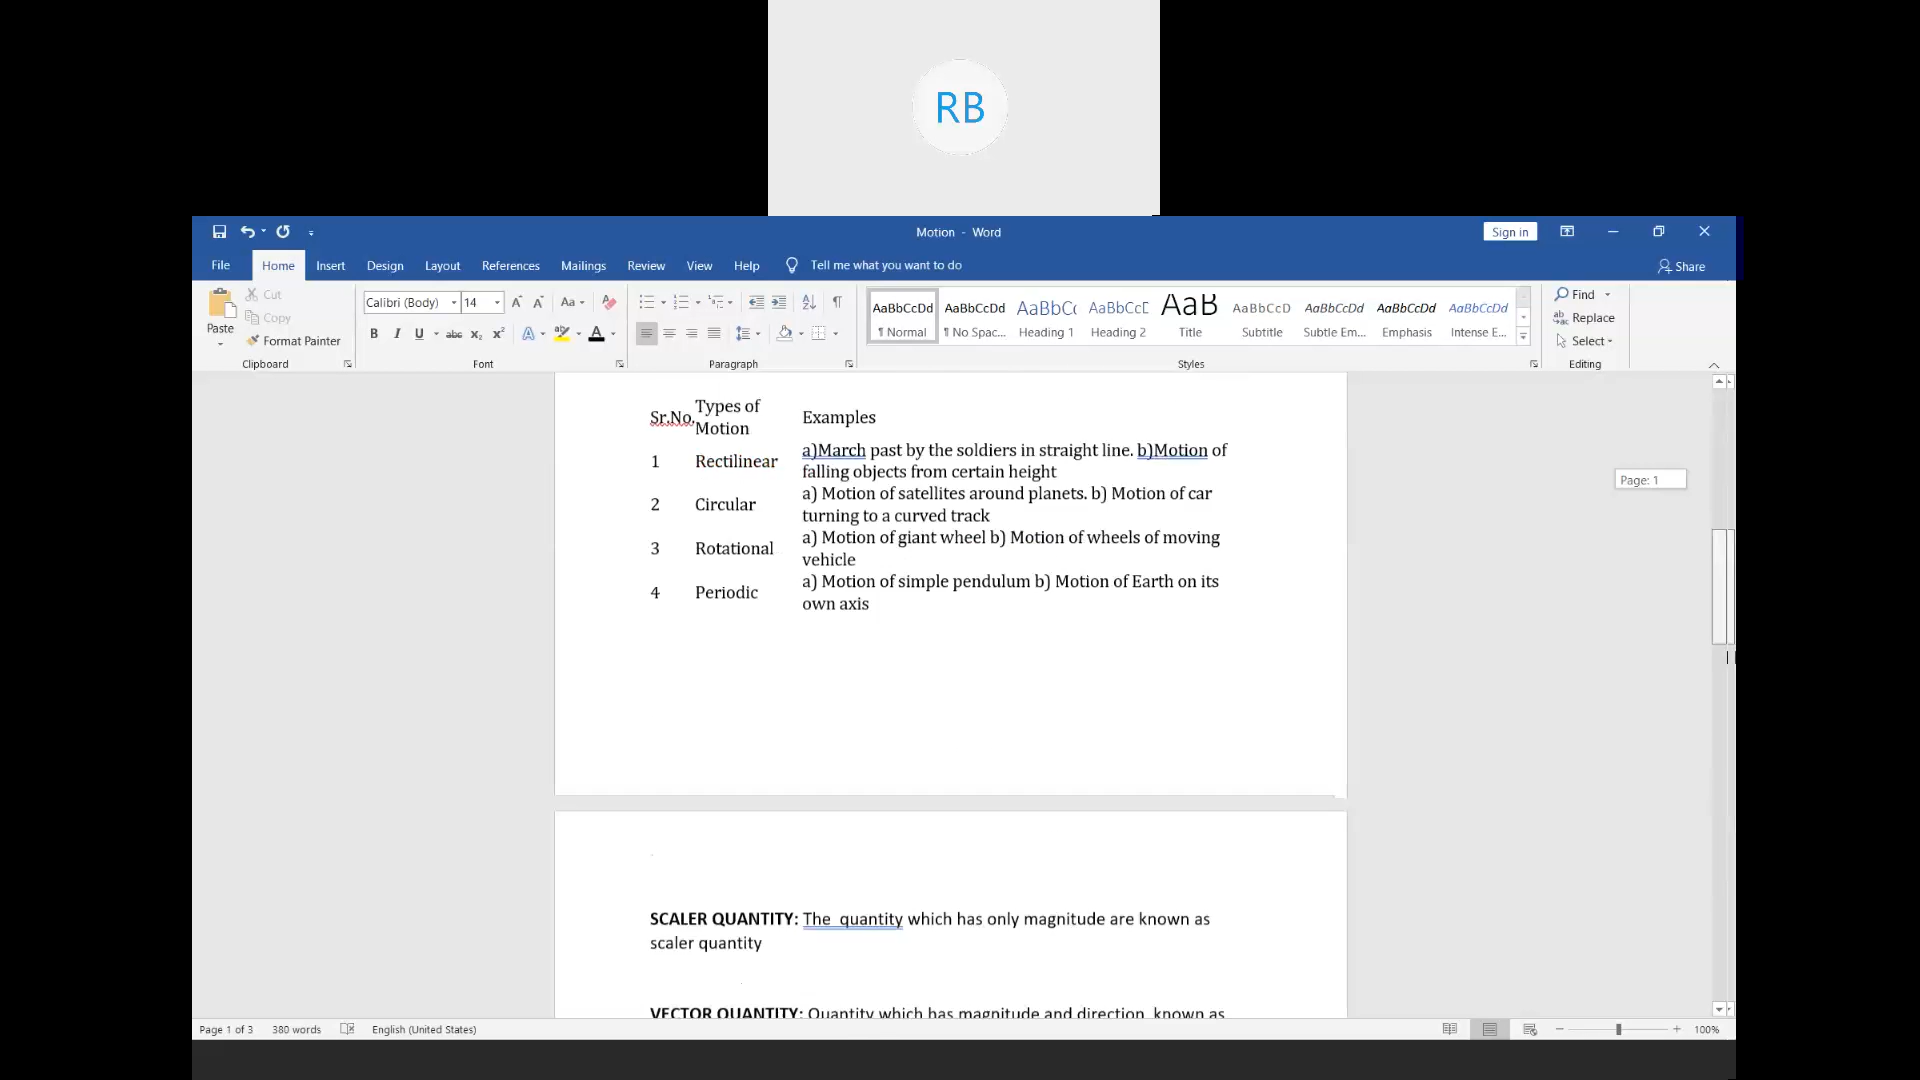 RB
Motion - Word
Sign in
File Home Insert Design Layout References Mailings Review View Help Tell me what you want to do
Share
Paste
Cut
Copy
Format Painter
Clipboard
Calibri (Body) 14
Font
Paragraph
AaBbCcDd AaBbCcDd AaBbC( AaBbCcE AaB AaBbCcD AaBbCcDd AaBbCcDd AaBbCcDd
¶ Normal ¶ No Spac... Heading 1 Heading 2 Title Subtitle Subtle Em... Emphasis Intense E...
Styles
Find
Replace
Select
Editing
Sr.No. Types of Motion Examples
1 Rectilinear a)March past by the soldiers in straight line. b)Motion of
falling objects from certain height
2 Circular a) Motion of satellites around planets. b) Motion of car
turning to a curved track
3 Rotational a) Motion of giant wheel b) Motion of wheels of moving
vehicle
4 Periodic a) Motion of simple pendulum b) Motion of Earth on its
own axis
Page: 1
SCALER QUANTITY: The quantity which has only magnitude are known as
scaler quantity
VECTOR QUANTITY: Quantity which has magnitude and direction known as
Page 1 of 3 380 words English (United States) 100%